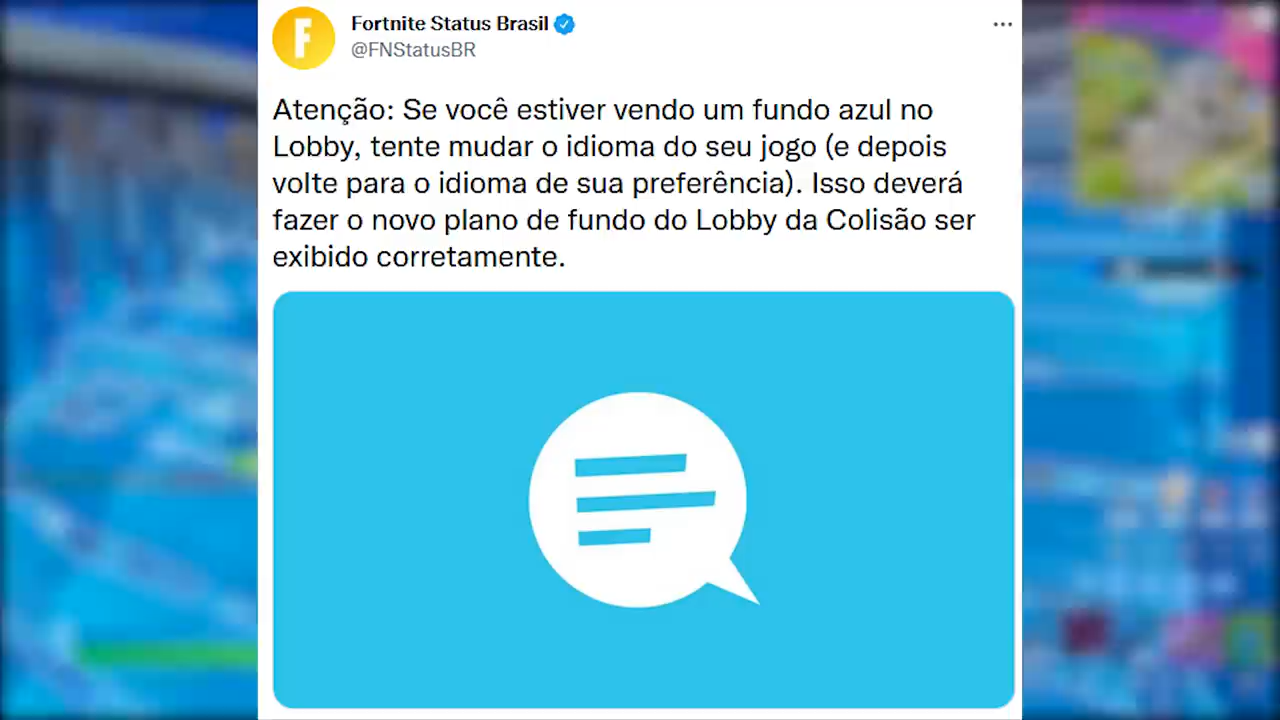 Fortnite Status Brasil
@FNStatusBR
Atenção: Se você estiver vendo um fundo azul no
Lobby, tente mudar o idioma do seu jogo (e depois
volte para o idioma de sua preferência). Isso deverá
fazer o novo plano de fundo do Lobby da Colisão ser
exibido corretamente.